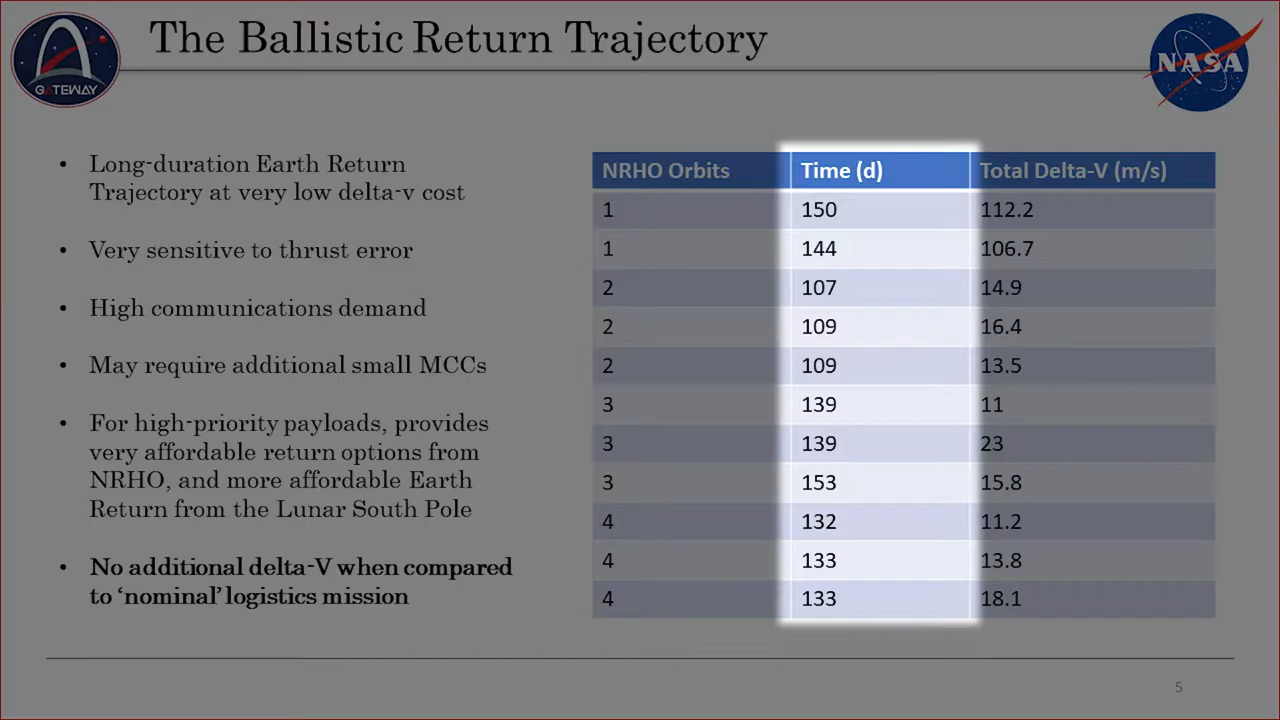 The Ballistic Return Trajectory
GATEWAY
NASA
• Long-duration Earth Return
Trajectory at very low delta-v cost
• Very sensitive to thrust error
• High communications demand
• May require additional small MCCs
• For high-priority payloads, provides
very affordable return options from
NRHO, and more affordable Earth
Return from the Lunar South Pole
• No additional delta-V when compared
to ‘nominal’ logistics mission
NRHO Orbits Time (d) Total Delta-V (m/s)
1 150 112.2
1 144 106.7
2 107 14.9
2 109 16.4
2 109 13.5
3 139 11
3 139 23
3 153 15.8
4 132 11.2
4 133 13.8
4 133 18.1
5